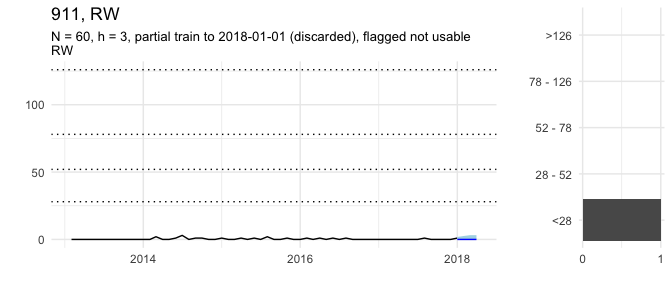 911, RW
N = 60, h = 3, partial train to 2018-01-01 (discarded), flagged not usable
RW
100
50
0
2014
2016
2018
>126
78 - 126
52 - 78
28 - 52
<28
0
1